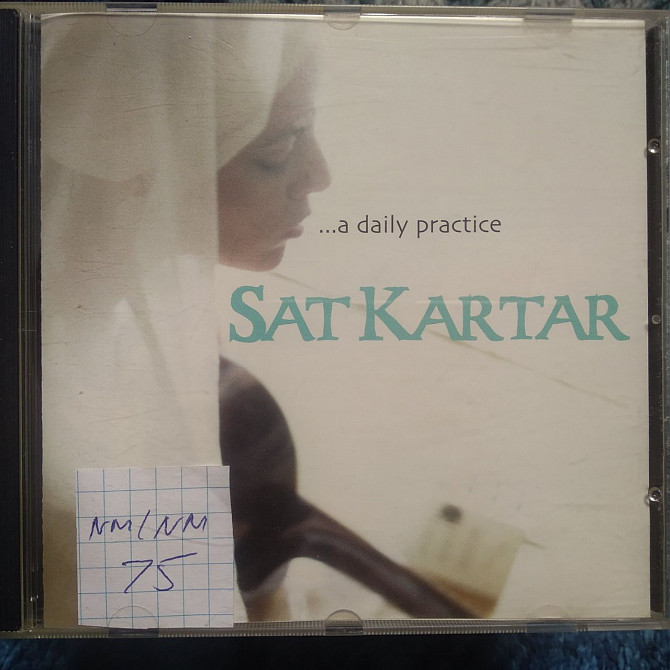 ...a daily practice
SAT KARTAR
NM/NM
75